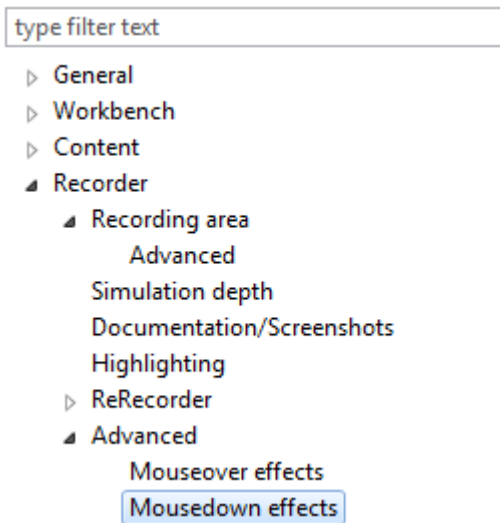 type filter text
General
Workbench
Content
Recorder
Recording area
Advanced
Simulation depth
Documentation/Screenshots
Highlighting
ReRecorder
Advanced
Mouseover effects
Mousedown effects